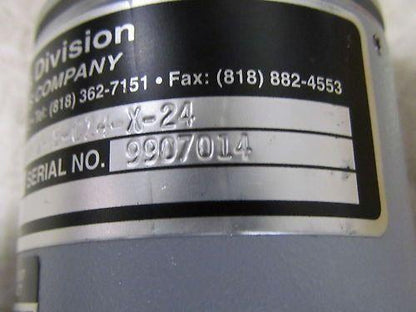 Division
COMPANY
Tel: (818) 362-7151 • Fax: (818) 882-4553
-X-24
SERIAL NO. 9907014